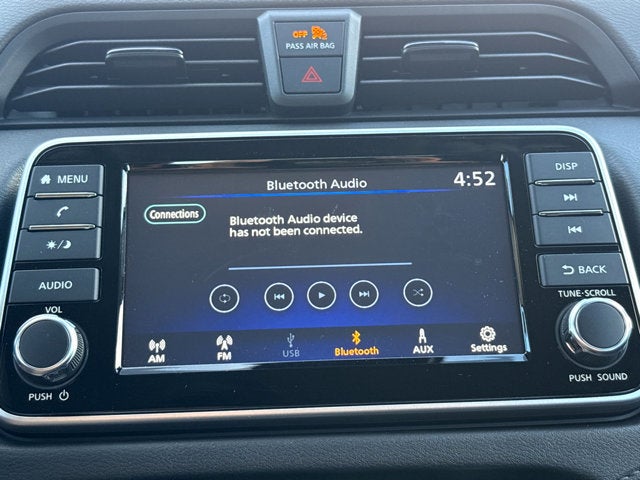 OFF
PASS AIR BAG
MENU
DISP
Bluetooth Audio
4:52
Connections
Bluetooth Audio device
has not been connected.
AUDIO
BACK
VOL
TUNE·SCROLL
AM
FM
USB
Bluetooth
AUX
Settings
PUSH
PUSH SOUND